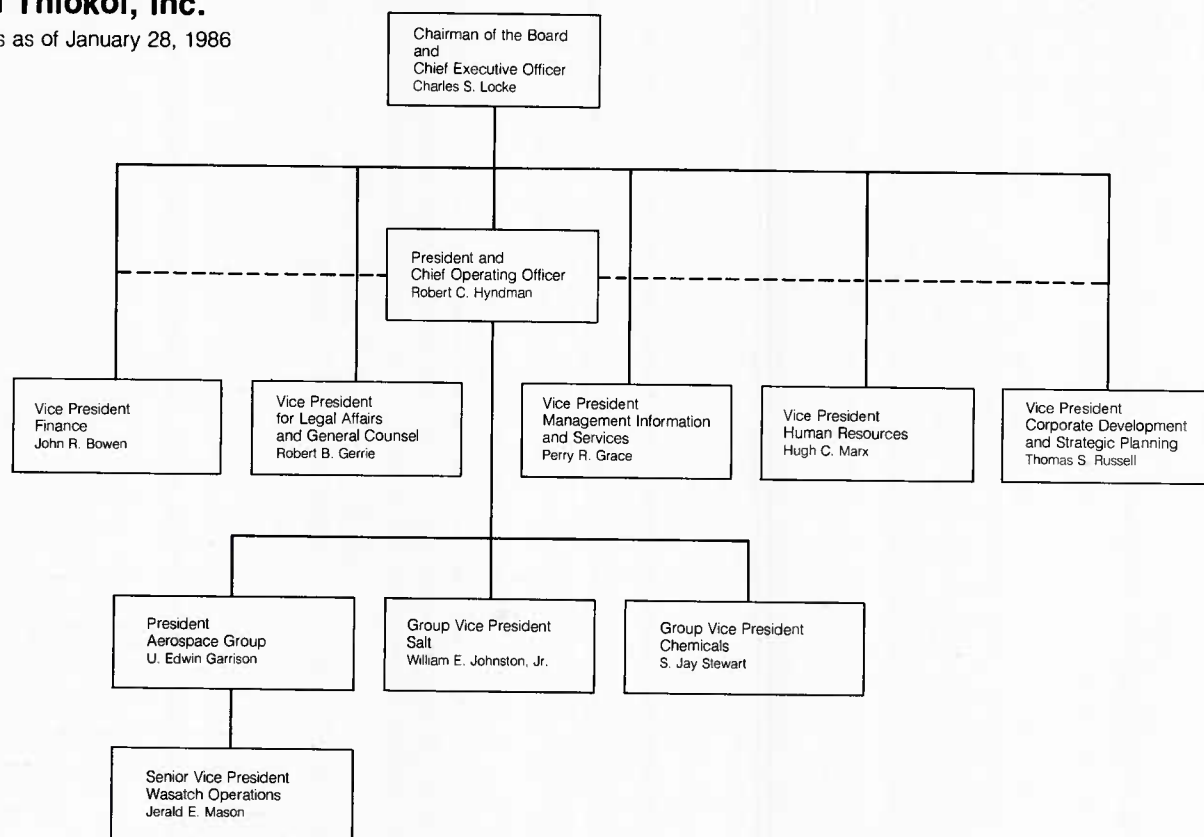 Thiokol, Inc.
as of January 28, 1986
Chairman of the Board
and
Chief Executive Officer
Charles S. Locke
President and
Chief Operating Officer
Robert C. Hyndman
Vice President
Finance
John R. Bowen
Vice President
for Legal Affairs
and General Counsel
Robert B. Gerrie
Vice President
Management Information
and Services
Perry R. Grace
Vice President
Human Resources
Hugh C. Marx
Vice President
Corporate Development
and Strategic Planning
Thomas S. Russell
President
Aerospace Group
U. Edwin Garrison
Group Vice President
Salt
William E. Johnston, Jr.
Group Vice President
Chemicals
S. Jay Stewart
Senior Vice President
Wasatch Operations
Jerald E. Mason